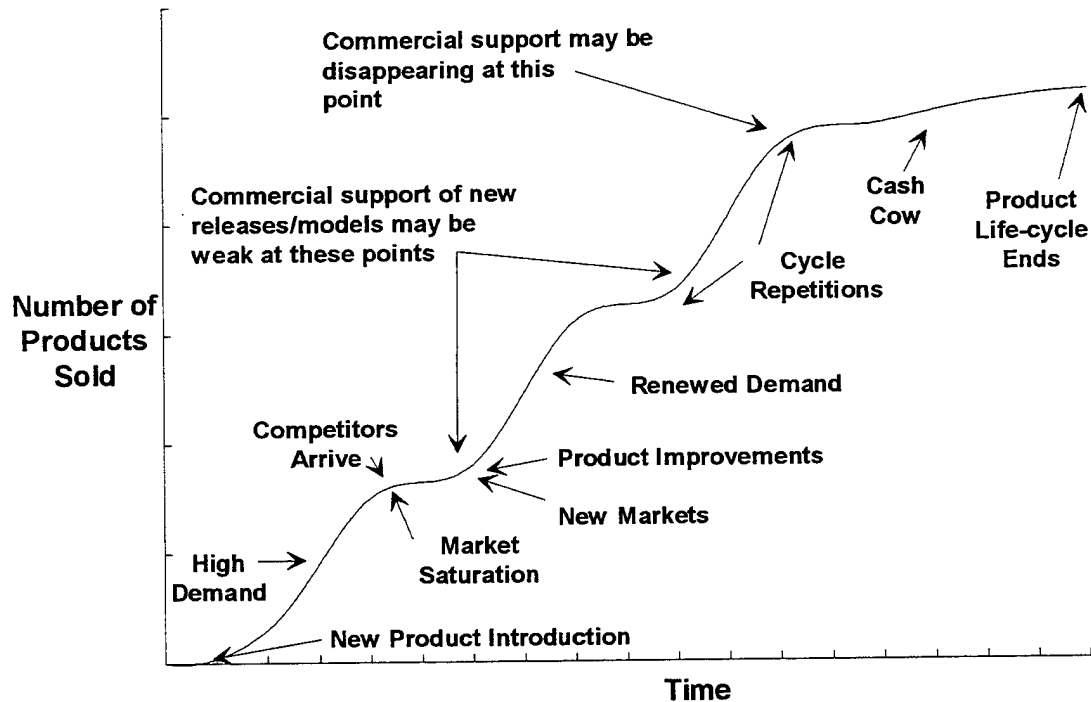 Commercial support may be
disappearing at this
point
Commercial support of new
releases/models may be
weak at these points
Cash
Cow
Product
Life-cycle
Ends
Cycle
Repetitions
Number of
Products
Sold
Renewed Demand
Competitors
Arrive
Product Improvements
New Markets
Market
Saturation
High
Demand
New Product Introduction
Time